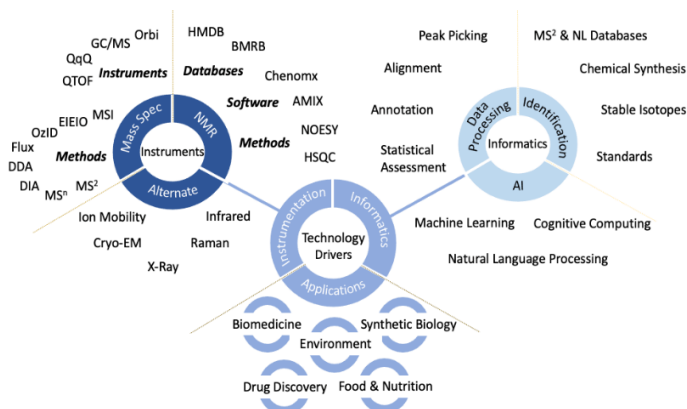 Orbi
GC/MS
QqQ
QTOF
Instruments
MSI
EIEIO
OzID
Flux
Methods
DDA
DIA
MSⁿ
MS²
Mass Spec
NMR
Alternate
Instruments
HMDB
BMRB
Databases
Chenomx
Software
AMIX
Methods
NOESY
HSQC
Ion Mobility
Infrared
Cryo-EM
Raman
X-Ray
Peak Picking
Alignment
Annotation
Statistical
Assessment
Data
Processing
Identification
AI
Informatics
MS² & NL Databases
Chemical Synthesis
Stable Isotopes
Standards
Machine Learning
Cognitive Computing
Natural Language Processing
Instrumentation
Informatics
Applications
Technology
Drivers
Biomedicine
Synthetic Biology
Environment
Drug Discovery
Food & Nutrition